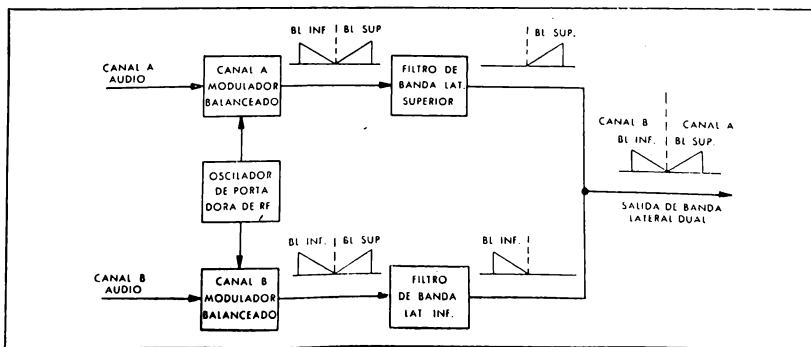 BL INF BL SUP
BL SUP.
CANAL A
AUDIO
CANAL A
MODULADOR
BALANCEADO
FILTRO DE
BANDA LAT.
SUPERIOR
CANAL B
BL INF.
CANAL A
BL SUP.
OSCILADOR
DE PORTA
DORA DE RF
SALIDA DE BANDA
LATERAL DUAL
BL INF. BL SUP
BL INF.
CANAL B
AUDIO
CANAL B
MODULADOR
BALANCEADO
FILTRO
DE BANDA
LAT INF.